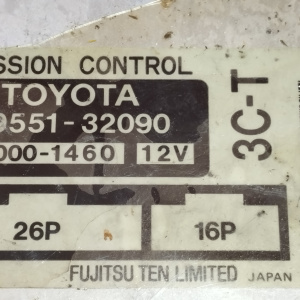 SSION CONTROL
TOYOTA
9551-32090
000-1460 12V
3C-T
26P 16P
FUJITSU TEN LIMITED JAPAN